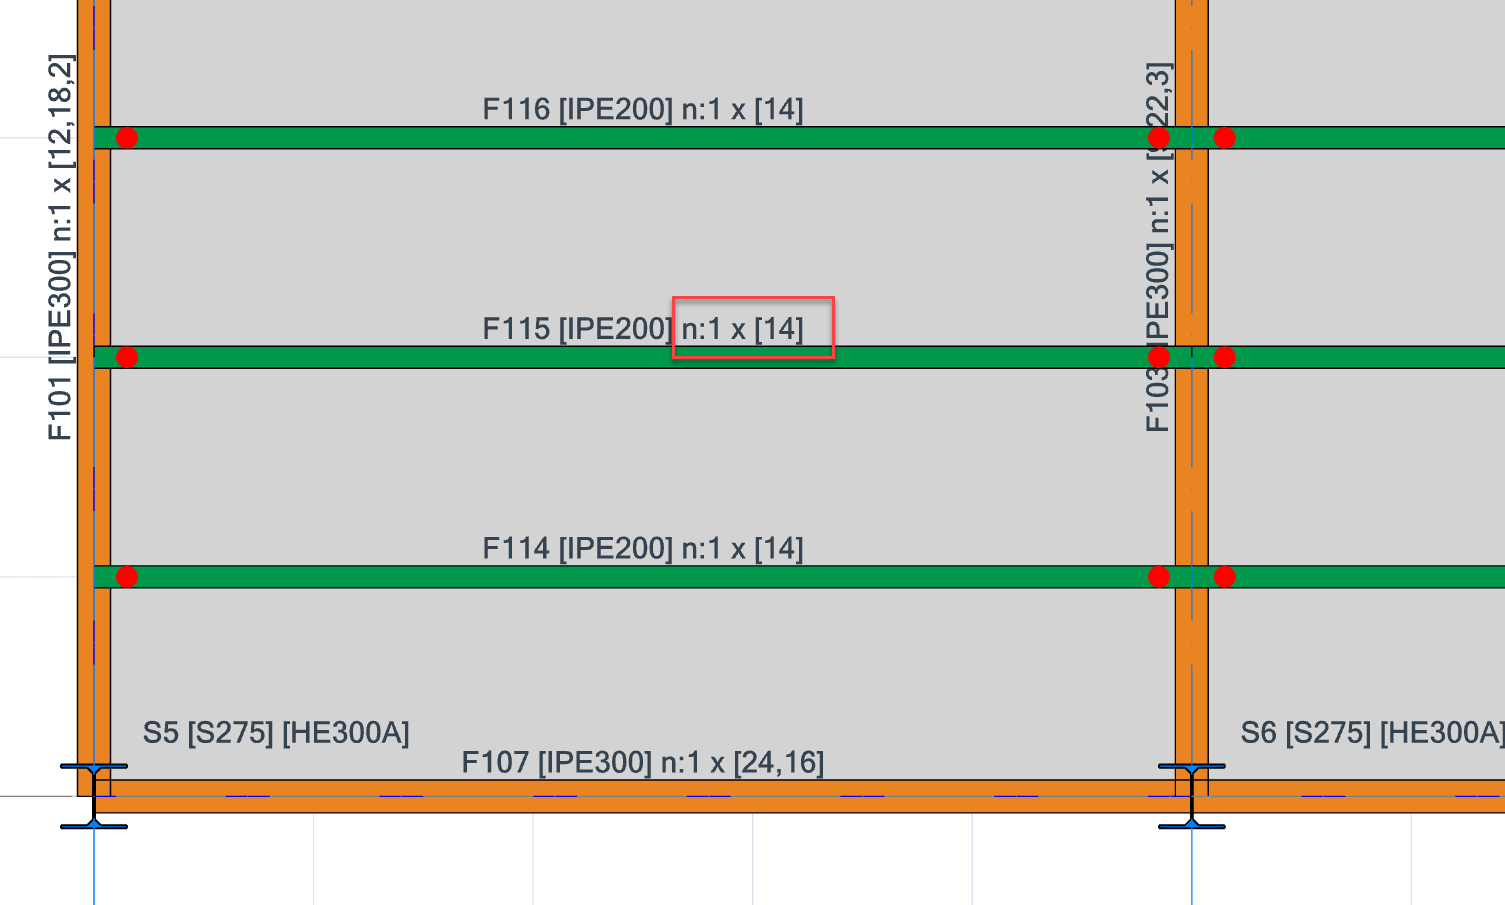 F101 [IPE300] n:1 x [12,18,2]
F116 [IPE200] n:1 x [14]
F103 IPE300] n:1 x [ 22,3]
F115 [IPE200] n:1 x [14]
F114 [IPE200] n:1 x [14]
S5 [S275] [HE300A]
S6 [S275] [HE300A]
F107 [IPE300] n:1 x [24,16]